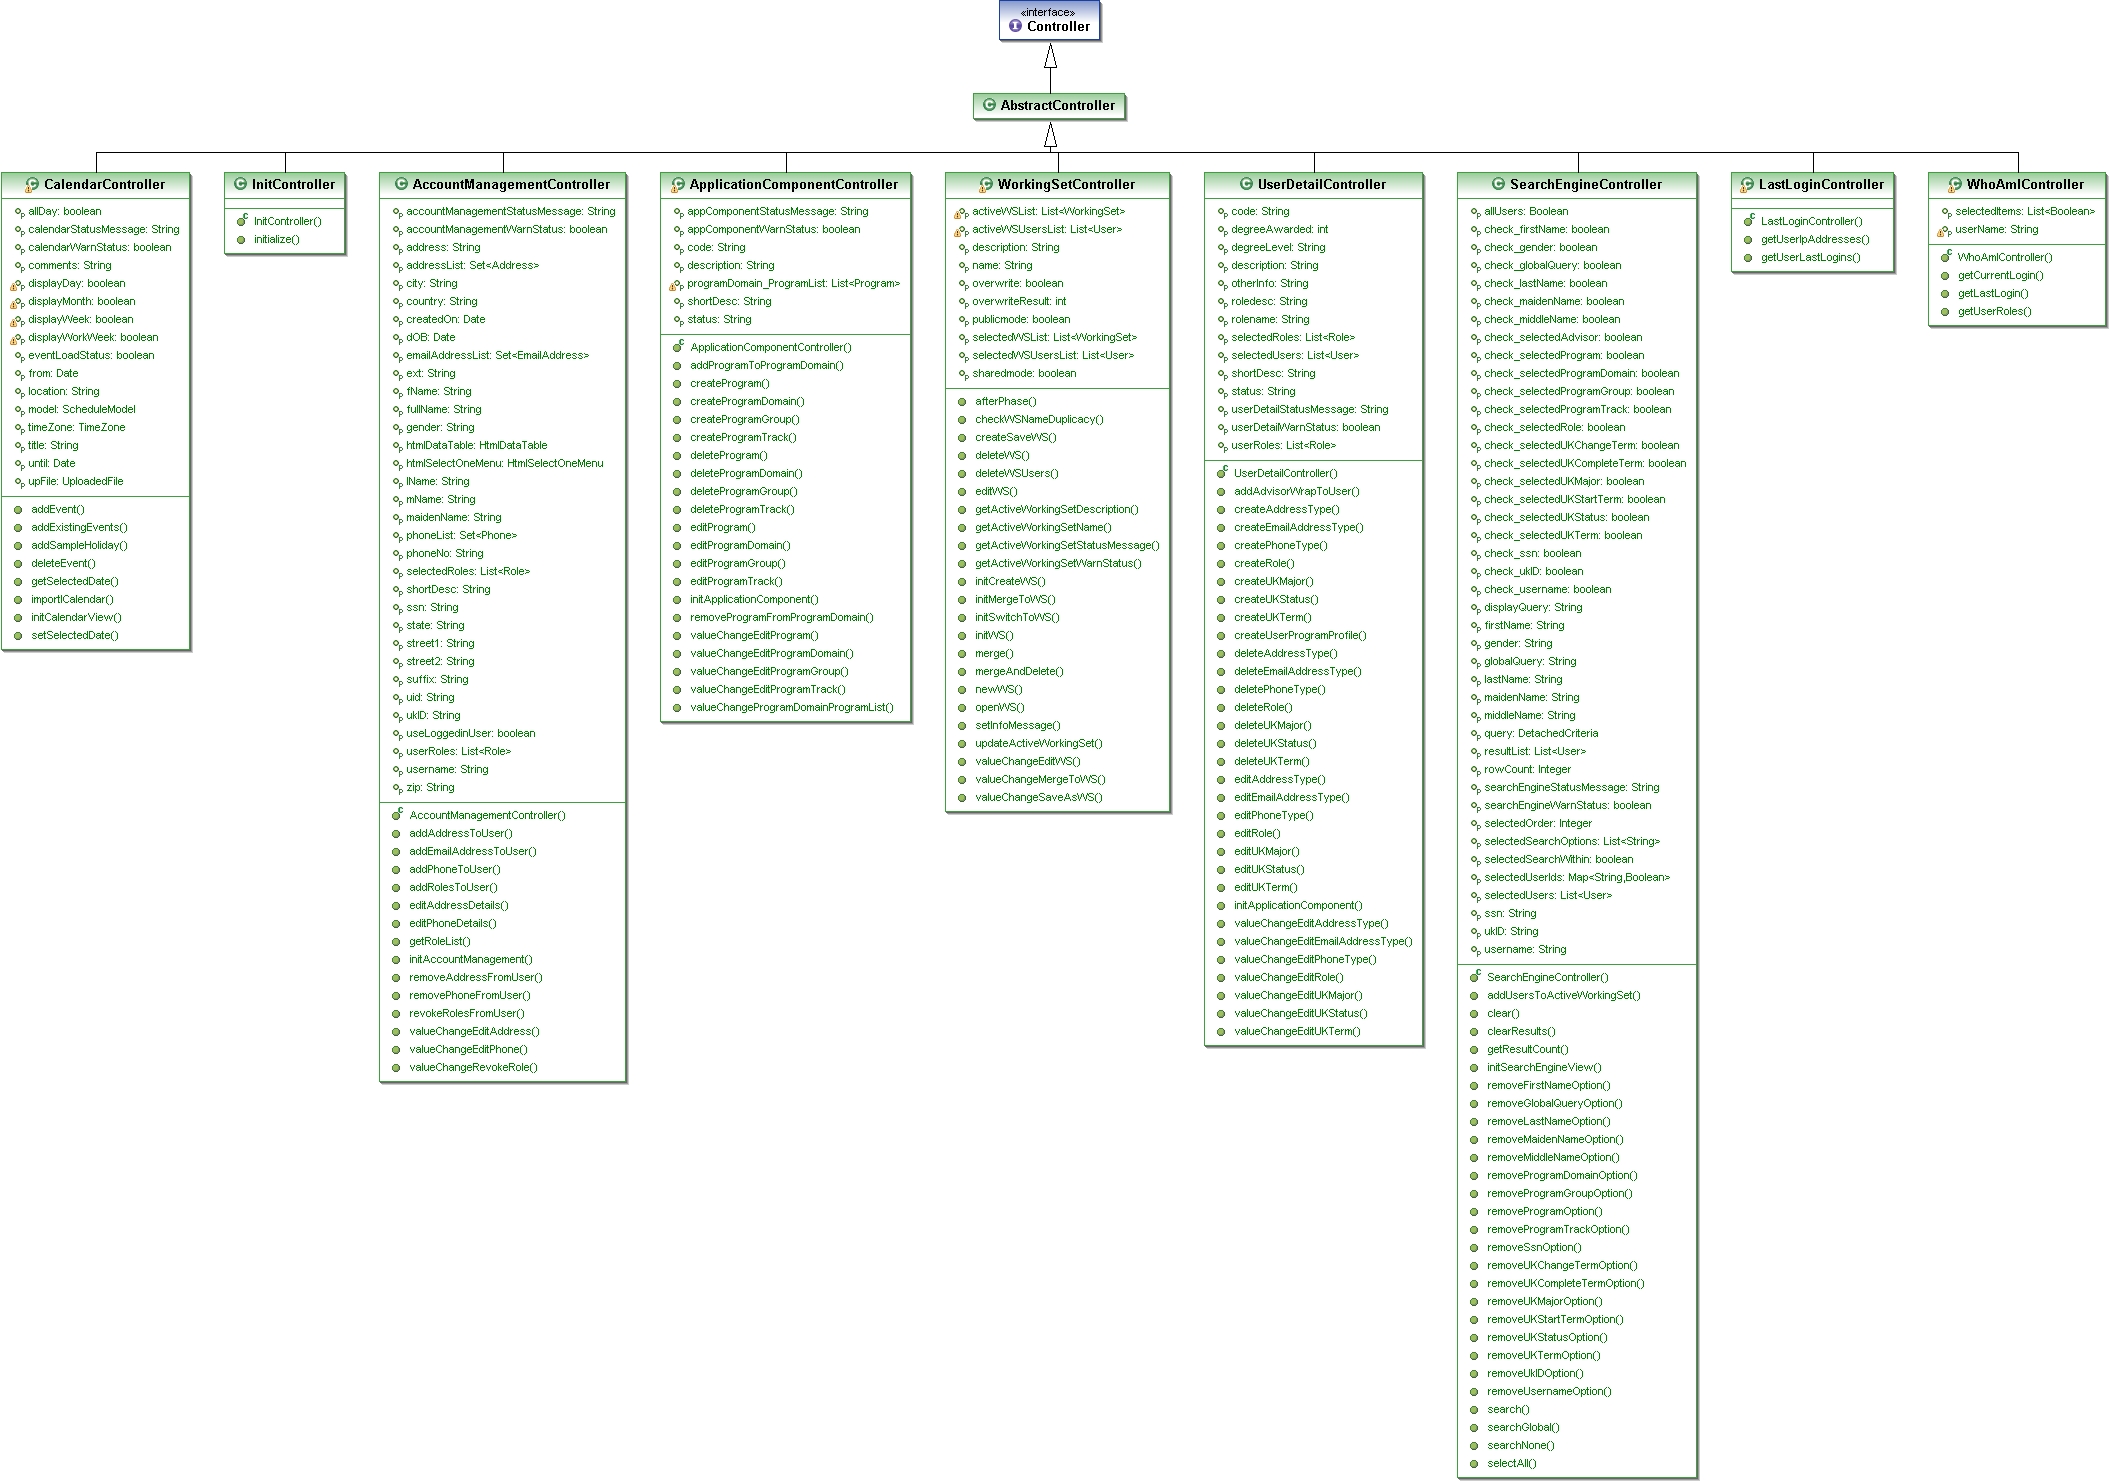 «interface»
Controller
AbstractController
CalendarController
allDay: boolean
calendarStatusMessage: String
calendarWarnStatus: boolean
comments: String
displayDay: boolean
displayMonth: boolean
displayWeek: boolean
displayWorkWeek: boolean
eventLoadStatus: boolean
from: Date
location: String
model: ScheduleModel
timeZone: TimeZone
title: String
until: Date
upFile: UploadedFile
addEvent()
addExistingEvents()
addSampleHoliday()
deleteEvent()
getSelectedDate()
importICalendar()
initCalendarView()
setSelectedDate()
InitController
InitController()
initialize()
AccountManagementController
accountManagementStatusMessage: String
accountManagementWarnStatus: boolean
address: String
addressList: Set<Address>
city: String
country: String
createdOn: Date
dOB: Date
emailAddressList: Set<EmailAddress>
ext: String
fName: String
fullName: String
gender: String
htmlDataTable: HtmlDataTable
htmlSelectOneMenu: HtmlSelectOneMenu
lName: String
mName: String
maidenName: String
phoneList: Set<Phone>
phoneNo: String
selectedRoles: List<Role>
shortDesc: String
ssn: String
state: String
street1: String
street2: String
suffix: String
uid: String
ukID: String
useLoggedinUser: boolean
userRoles: List<Role>
username: String
zip: String
AccountManagementController()
addAddressToUser()
addEmailAddressToUser()
addPhoneToUser()
addRolesToUser()
editAddressDetails()
editPhoneDetails()
getRoleList()
initAccountManagement()
removeAddressFromUser()
removePhoneFromUser()
revokeRolesFromUser()
valueChangeEditAddress()
valueChangeEditPhone()
valueChangeRevokeRole()
ApplicationComponentController
appComponentStatusMessage: String
appComponentWarnStatus: boolean
code: String
description: String
programDomain_ProgramList: List<Program>
shortDesc: String
status: String
ApplicationComponentController()
addProgramToProgramDomain()
createProgram()
createProgramDomain()
createProgramGroup()
createProgramTrack()
deleteProgram()
deleteProgramDomain()
deleteProgramGroup()
deleteProgramTrack()
editProgram()
editProgramDomain()
editProgramGroup()
editProgramTrack()
initApplicationComponent()
removeProgramFromProgramDomain()
valueChangeEditProgram()
valueChangeEditProgramDomain()
valueChangeEditProgramGroup()
valueChangeEditProgramTrack()
valueChangeProgramDomainProgramList()
WorkingSetController
activeWSList: List<WorkingSet>
activeWSUsersList: List<User>
description: String
name: String
overwrite: boolean
overwriteResult: int
publicmode: boolean
selectedWSList: List<WorkingSet>
selectedWSUsersList: List<User>
sharedmode: boolean
afterPhase()
checkWSNameDuplicacy()
createSaveWS()
deleteWS()
deleteWSUsers()
editWS()
getActiveWorkingSetDescription()
getActiveWorkingSetName()
getActiveWorkingSetStatusMessage()
getActiveWorkingSetWarnStatus()
initCreateWS()
initMergeToWS()
initSwitchToWS()
initWS()
merge()
mergeAndDelete()
newWS()
openWS()
setInfoMessage()
updateActiveWorkingSet()
valueChangeEditWS()
valueChangeMergeToWS()
valueChangeSaveAsWS()
UserDetailController
code: String
degreeAwarded: int
degreeLevel: String
description: String
otherInfo: String
roledesc: String
rolename: String
selectedRoles: List<Role>
selectedUsers: List<User>
shortDesc: String
status: String
userDetailStatusMessage: String
userDetailWarnStatus: boolean
userRoles: List<Role>
UserDetailController()
addAdvisorWrapToUser()
createAddressType()
createEmailAddressType()
createPhoneType()
createRole()
createUKMajor()
createUKStatus()
createUKTerm()
createUserProgramProfile()
deleteAddressType()
deleteEmailAddressType()
deletePhoneType()
deleteRole()
deleteUKMajor()
deleteUKStatus()
deleteUKTerm()
editAddressType()
editEmailAddressType()
editPhoneType()
editRole()
editUKMajor()
editUKStatus()
editUKTerm()
initApplicationComponent()
valueChangeEditAddressType()
valueChangeEditEmailAddressType()
valueChangeEditPhoneType()
valueChangeEditRole()
valueChangeEditUKMajor()
valueChangeEditUKStatus()
valueChangeEditUKTerm()
SearchEngineController
allUsers: Boolean
check_firstName: boolean
check_gender: boolean
check_globalQuery: boolean
check_lastName: boolean
check_maidenName: boolean
check_middleName: boolean
check_selectedAdvisor: boolean
check_selectedProgram: boolean
check_selectedProgramDomain: boolean
check_selectedProgramGroup: boolean
check_selectedProgramTrack: boolean
check_selectedRole: boolean
check_selectedUKChangeTerm: boolean
check_selectedUKCompleteTerm: boolean
check_selectedUKMajor: boolean
check_selectedUKStartTerm: boolean
check_selectedUKStatus: boolean
check_selectedUKTerm: boolean
check_ssn: boolean
check_ukID: boolean
check_username: boolean
displayQuery: String
firstName: String
gender: String
globalQuery: String
lastName: String
maidenName: String
middleName: String
query: DetachedCriteria
resultList: List<User>
rowCount: Integer
searchEngineStatusMessage: String
searchEngineWarnStatus: boolean
selectedOrder: Integer
selectedSearchOptions: List<String>
selectedSearchWithin: boolean
selectedUserIds: Map<String,Boolean>
selectedUsers: List<User>
ssn: String
ukID: String
username: String
SearchEngineController()
addUsersToActiveWorkingSet()
clear()
clearResults()
getResultCount()
initSearchEngineView()
removeFirstNameOption()
removeGlobalQueryOption()
removeLastNameOption()
removeMaidenNameOption()
removeMiddleNameOption()
removeProgramDomainOption()
removeProgramGroupOption()
removeProgramOption()
removeProgramTrackOption()
removeSsnOption()
removeUKChangeTermOption()
removeUKCompleteTermOption()
removeUKMajorOption()
removeUKStartTermOption()
removeUKStatusOption()
removeUKTermOption()
removeUkIDOption()
removeUsernameOption()
search()
searchGlobal()
searchNone()
selectAll()
LastLoginController
LastLoginController()
getUserIpAddresses()
getUserLastLogins()
WhoAmIController
selectedItems: List<Boolean>
userName: String
WhoAmIController()
getCurrentLogin()
getLastLogin()
getUserRoles()